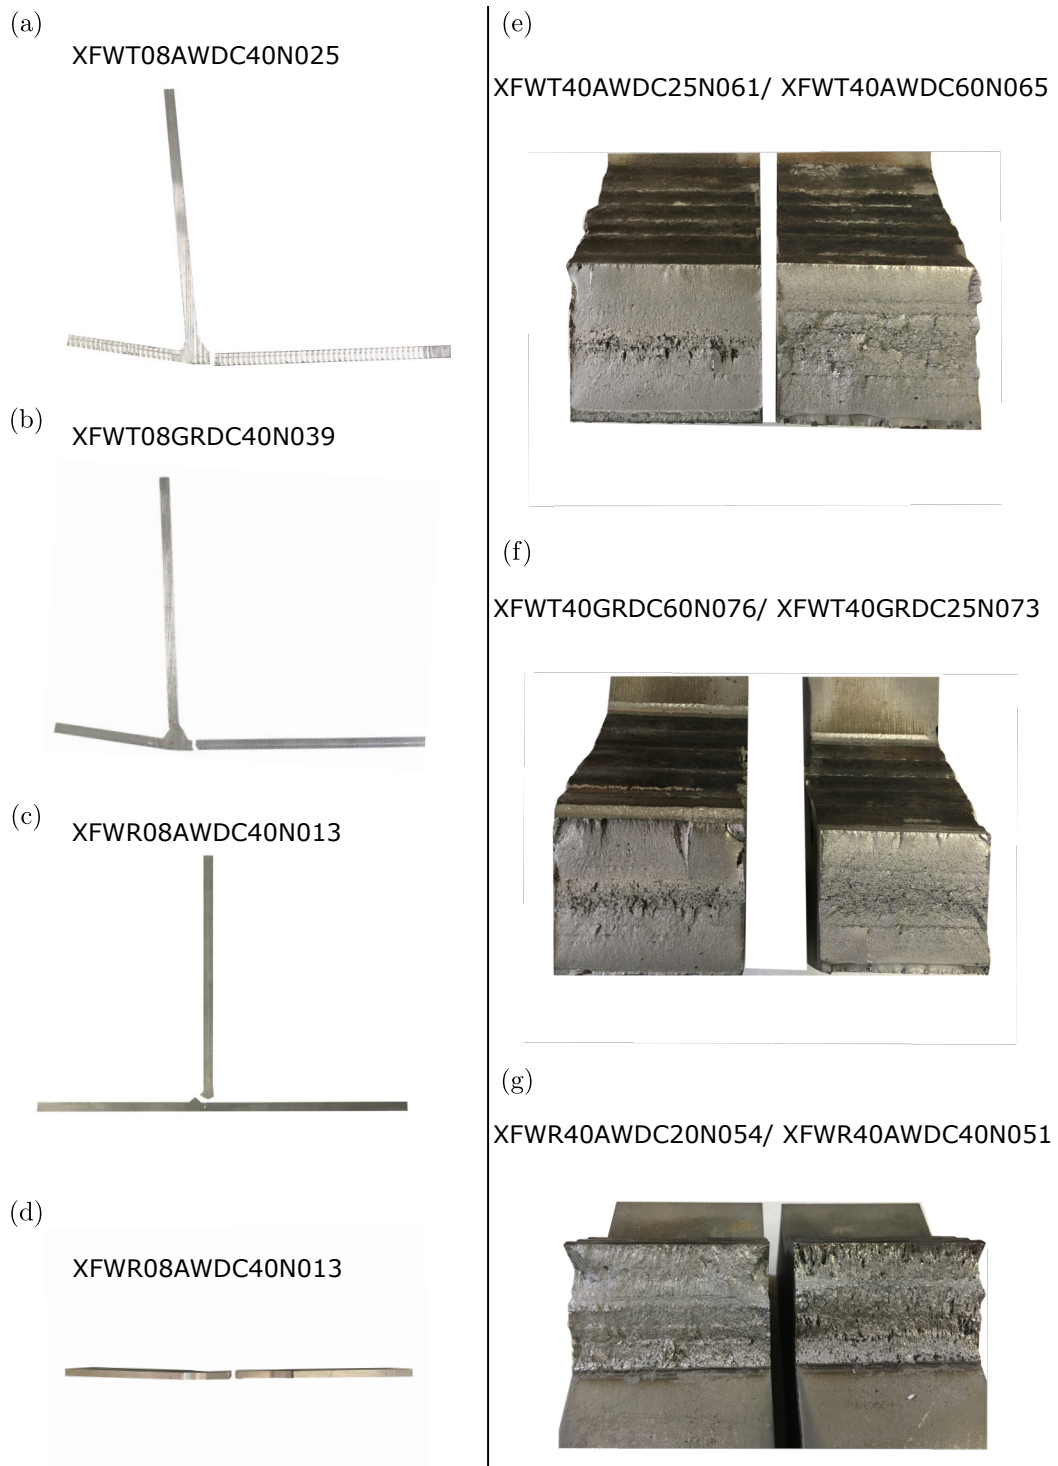 (a)
XFWT08AWDC40N025
(b)
XFWT08GRDC40N039
(c)
XFWR08AWDC40N013
(d)
XFWR08AWDC40N013
(e)
XFWT40AWDC25N061/ XFWT40AWDC60N065
(f)
XFWT40GRDC60N076/ XFWT40GRDC25N073
(g)
XFWR40AWDC20N054/ XFWR40AWDC40N051